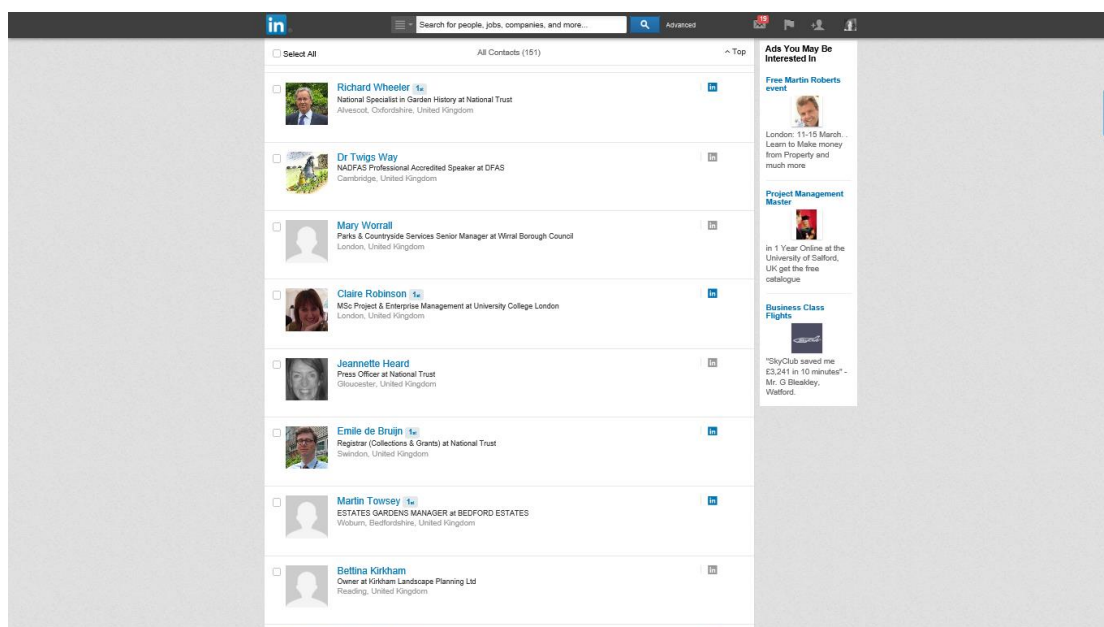 in
Search for people, jobs, companies, and more...
Advanced
19
Select All
All Contacts (151)
Top
Richard Wheeler 1st
National Specialist in Garden History at National Trust
Alvescot, Oxfordshire, United Kingdom
in
Dr Twigs Way
NADFAS Professional Accredited Speaker at DFAS
Cambridge, United Kingdom
in
Mary Worrall
Parks & Countryside Services Senior Manager at Wirral Borough Council
London, United Kingdom
in
Claire Robinson 1st
MSc Project & Enterprise Management at University College London
London, United Kingdom
in
Jeannette Heard
Press Officer at National Trust
Gloucester, United Kingdom
in
Emile de Bruijn 1st
Registrar (Collections & Grants) at National Trust
Swindon, United Kingdom
in
Martin Towsey 1st
ESTATES GARDENS MANAGER at BEDFORD ESTATES
Woburn, Bedfordshire, United Kingdom
in
Bettina Kirkham
Owner at Kirkham Landscape Planning Ltd
Reading, United Kingdom
in
Ads You May Be
Interested In
Free Martin Roberts
event
London: 11-15 March. .
Learn to Make money
from Property and
much more
Project Management
Master
in 1 Year Online at the
University of Salford,
UK get the free
catalogue
Business Class
Flights
"SkyClub saved me
£3,241 in 10 minutes" -
Mr. G Bleakley,
Watford.